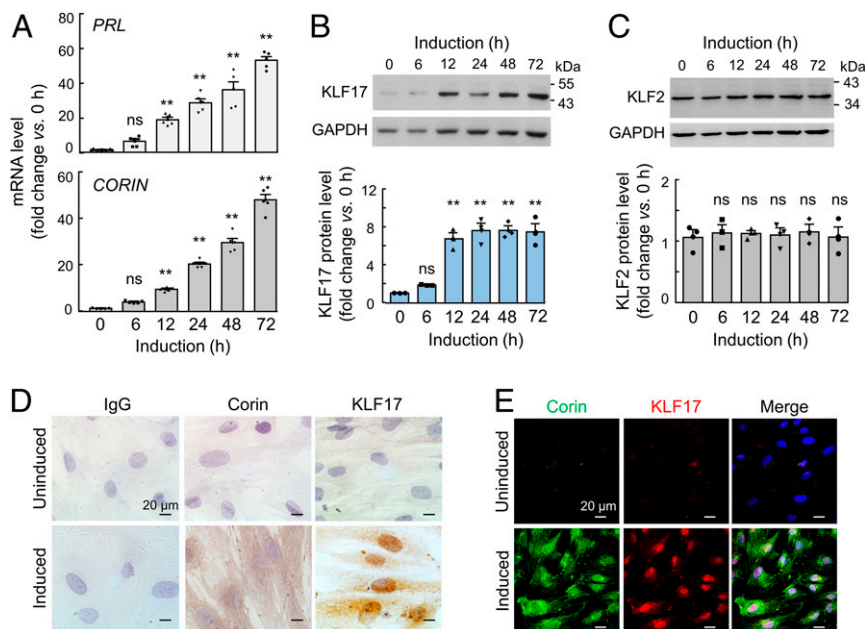 A
PRL
80
60
40
20
0
ns
**
**
**
**
CORIN
60
40
20
0
ns
**
**
**
**
mRNA level
(fold change vs. 0 h)
0 6 12 24 48 72
Induction (h)
B
Induction (h)
0 6 12 24 48 72 kDa
KLF17
55
43
GAPDH
12
8
4
0
ns
** ** ** **
KLF17 protein level
(fold change vs. 0 h)
0 6 12 24 48 72
Induction (h)
C
Induction (h)
0 6 12 24 48 72
kDa
KLF2
43
34
GAPDH
2
1
0
ns ns ns ns ns
KLF2 protein level
(fold change vs. 0 h)
0 6 12 24 48 72
Induction (h)
D
IgG Corin KLF17
Uninduced
20 µm
Induced
E
Corin KLF17 Merge
Uninduced
20 µm
Induced